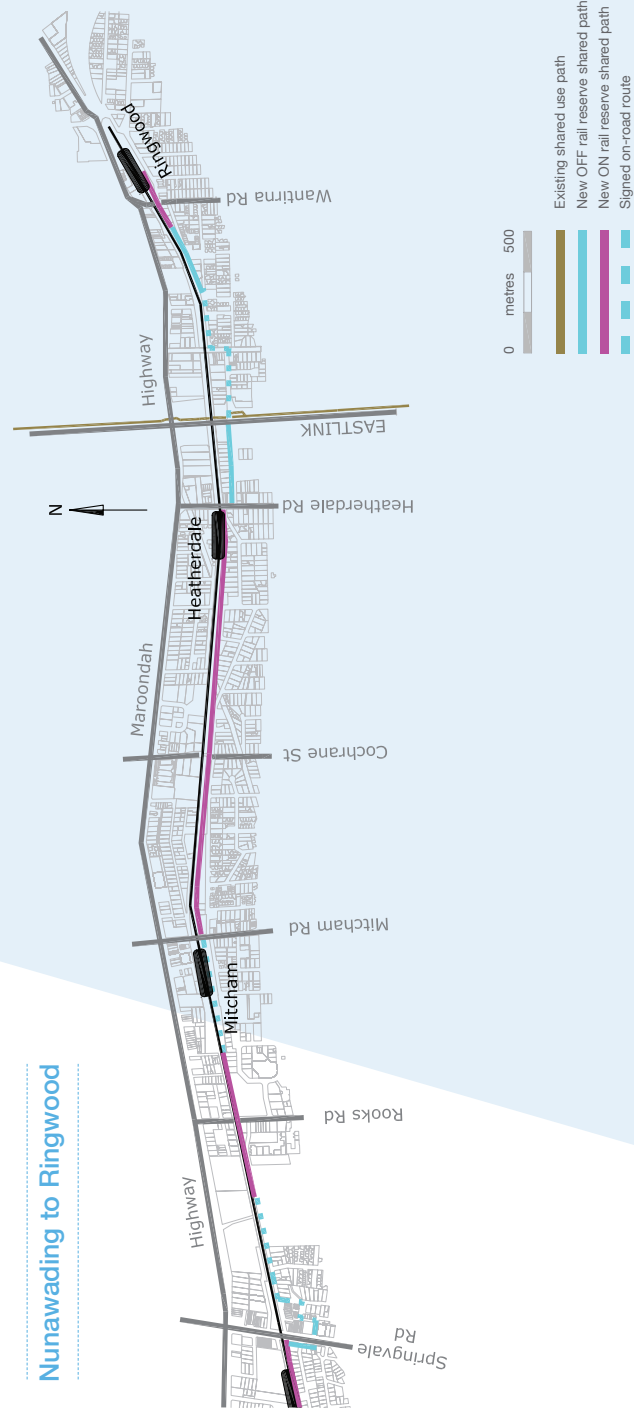 Nunawading to Ringwood
Highway
Maroondah
Highway
N
Springvale
Rd
Rooks Rd
Mitcham
Mitcham Rd
Cochrane St
Heatherdale
Heatherdale Rd
EASTLINK
Wantirna Rd
Ringwood
0 metres 500
Existing shared use path
New OFF rail reserve shared path
New ON rail reserve shared path
Signed on-road route